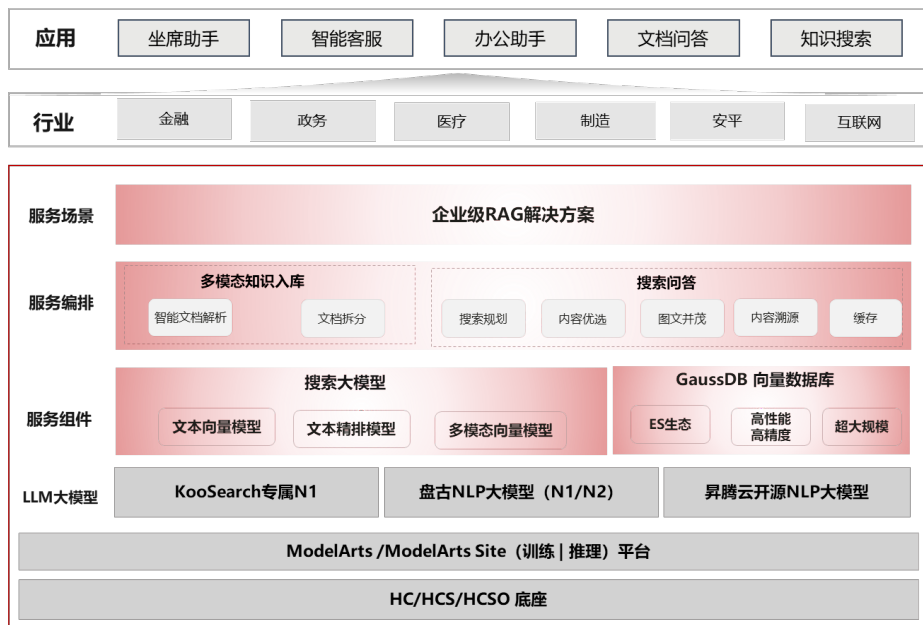 应用
坐席助手
智能客服
办公助手
文档问答
知识搜索
行业
金融
政务
医疗
制造
安平
互联网
服务场景
企业级RAG解决方案
服务编排
多模态知识入库
智能文档解析
文档拆分
搜索问答
搜索规划
内容优选
图文并茂
内容溯源
缓存
服务组件
搜索大模型
文本向量模型
文本精排模型
多模态向量模型
GaussDB 向量数据库
ES生态
高性能
高精度
超大规模
LLM大模型
KooSearch专属N1
盘古NLP大模型（N1/N2）
昇腾云开源NLP大模型
ModelArts /ModelArts Site（训练 | 推理）平台
HC/HCS/HCSO 底座